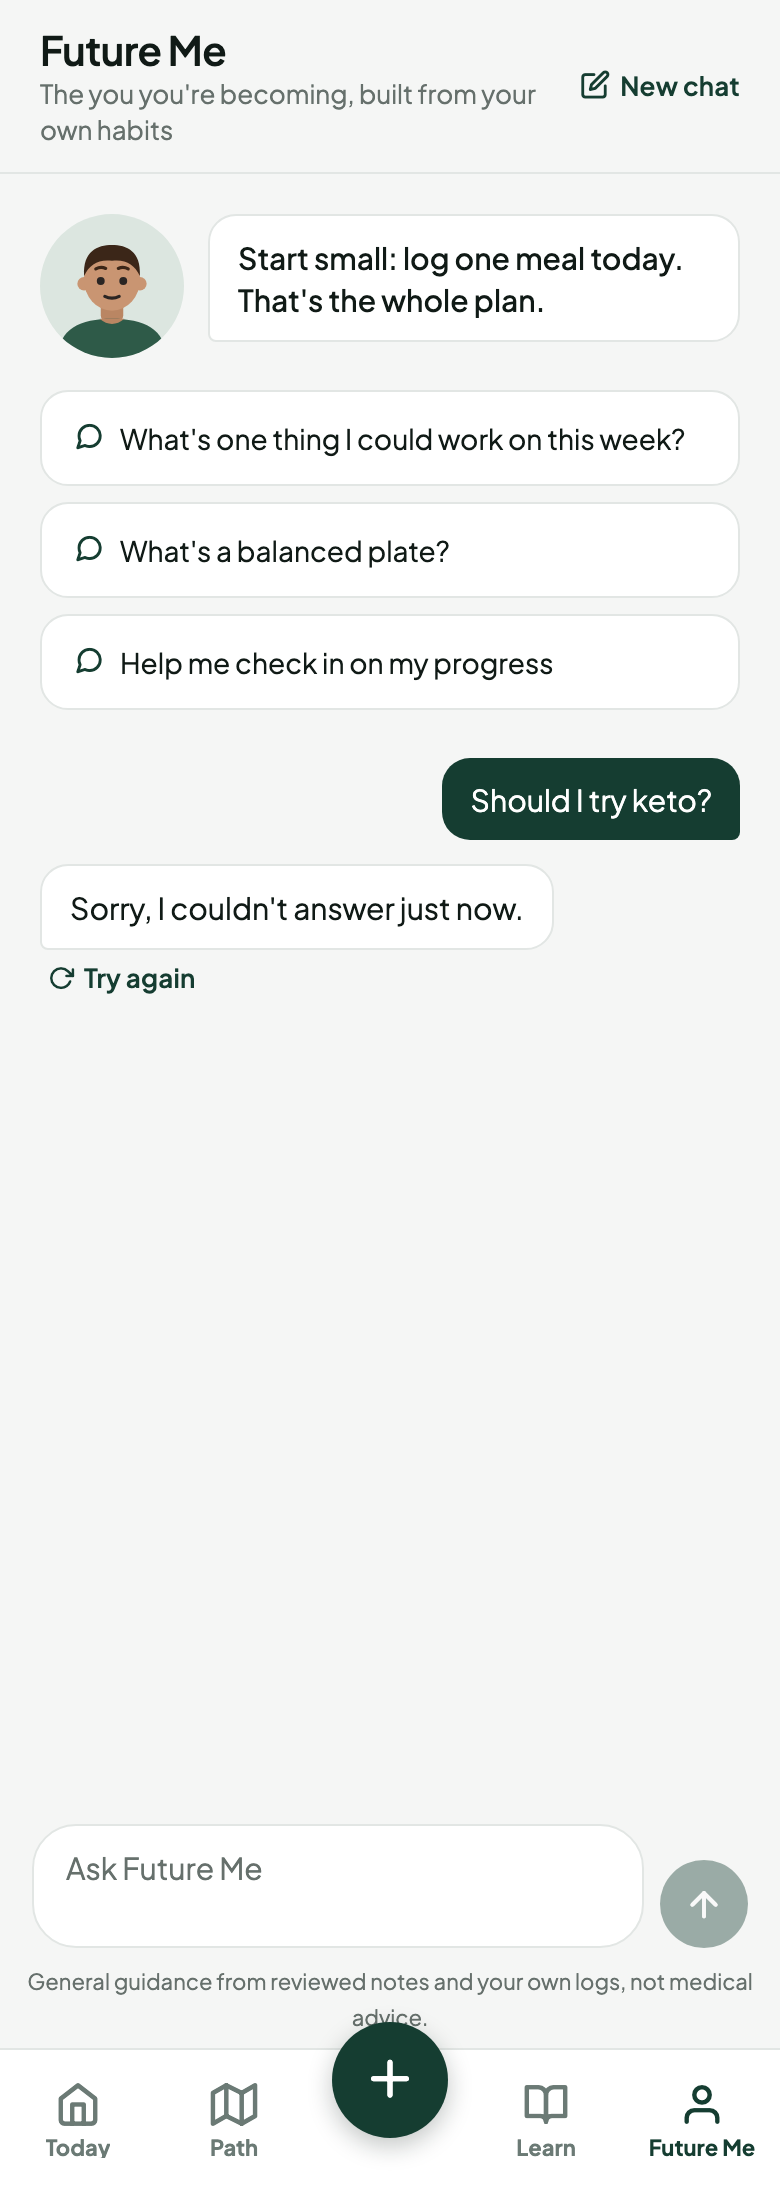 Future Me
The you you're becoming, built from your
own habits
New chat
Start small: log one meal today.
That's the whole plan.
What's one thing I could work on this week?
What's a balanced plate?
Help me check in on my progress
Should I try keto?
Sorry, I couldn't answer just now.
Try again
Ask Future Me
General guidance from reviewed notes and your own logs, not medical
advice.
Today
Path
Learn
Future Me